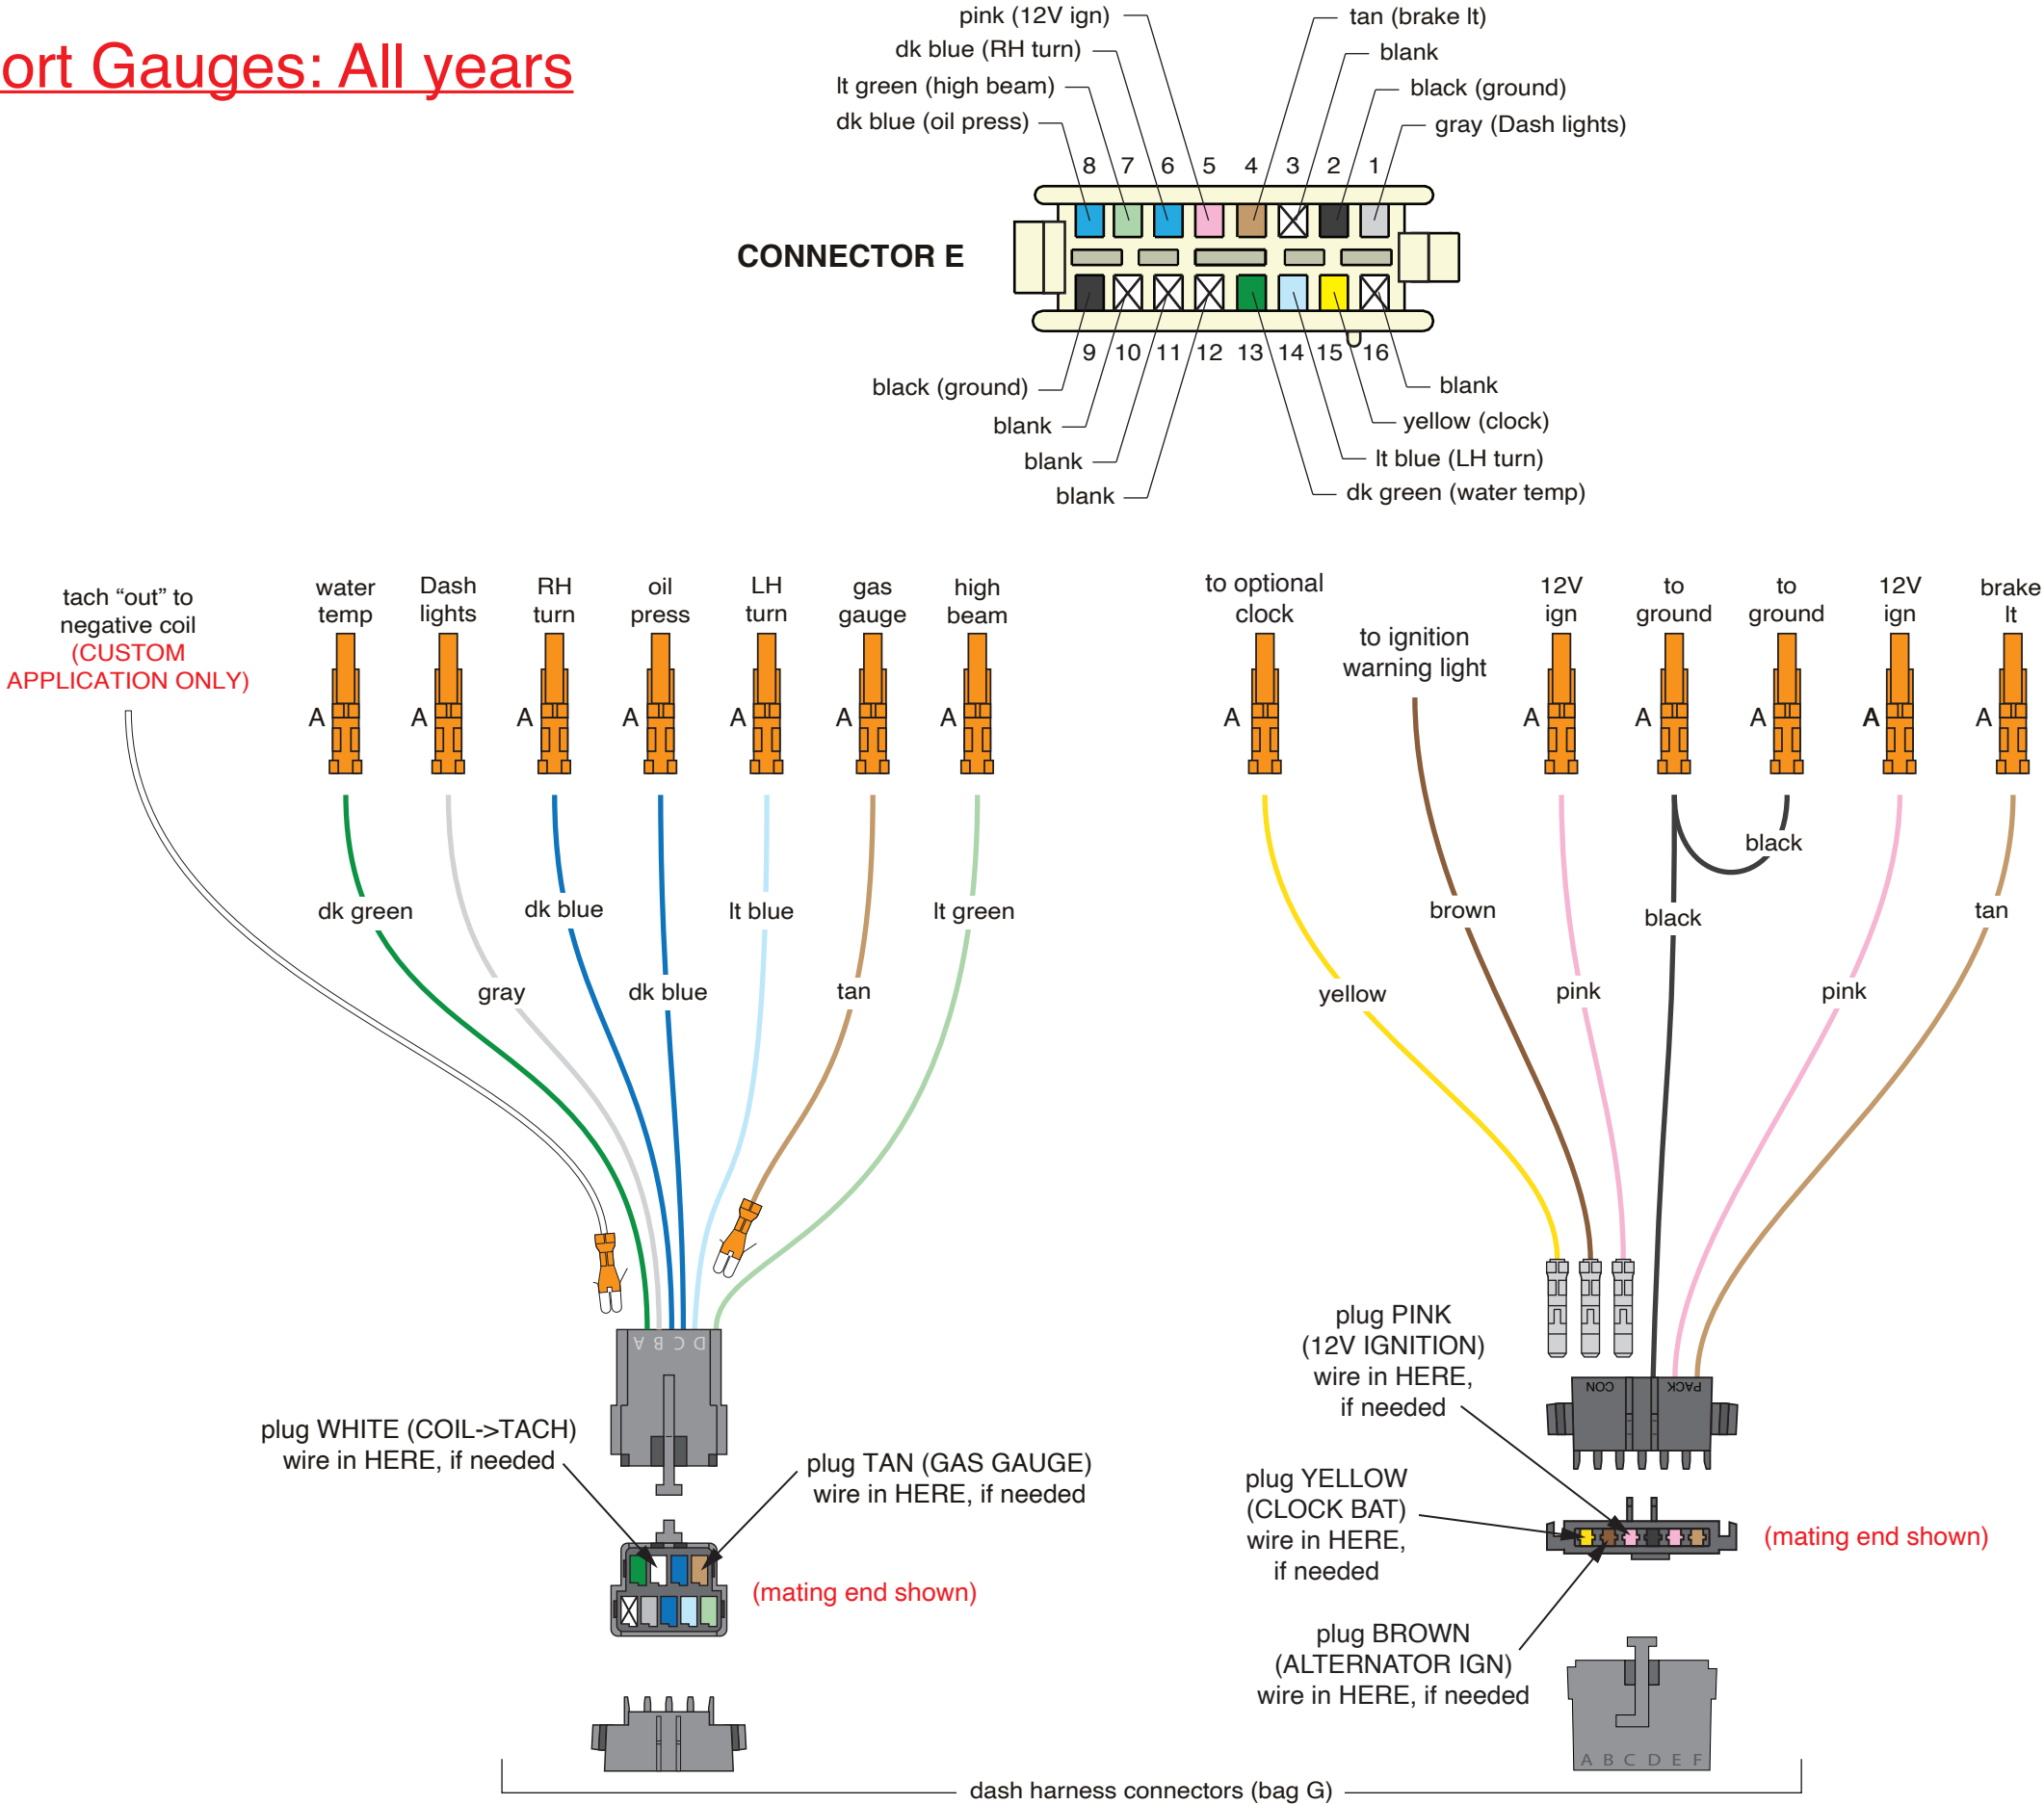 ort Gauges: All years
pink (12V ign)
dk blue (RH turn)
lt green (high beam)
dk blue (oil press)
tan (brake lt)
blank
black (ground)
gray (Dash lights)
8 7 6 5 4 3 2 1
CONNECTOR E
9 10 11 12 13 14 15 16
black (ground)
blank
blank
blank
blank
yellow (clock)
lt blue (LH turn)
dk green (water temp)
tach “out” to
negative coil
(CUSTOM
APPLICATION ONLY)
water
temp
Dash
lights
RH
turn
oil
press
LH
turn
gas
gauge
high
beam
to optional
clock
to ignition
warning light
12V
ign
to
ground
to
ground
12V
ign
brake
lt
A A A A A A A A A A A A A
black
dk green
dk blue
lt blue
lt green
brown
black
tan
gray
dk blue
tan
yellow
pink
pink
A B C D
CON PACK
plug WHITE (COIL->TACH)
wire in HERE, if needed
plug TAN (GAS GAUGE)
wire in HERE, if needed
(mating end shown)
plug PINK
(12V IGNITION)
wire in HERE,
if needed
plug YELLOW
(CLOCK BAT)
wire in HERE,
if needed
(mating end shown)
plug BROWN
(ALTERNATOR IGN)
wire in HERE, if needed
A B C D E F
dash harness connectors (bag G)